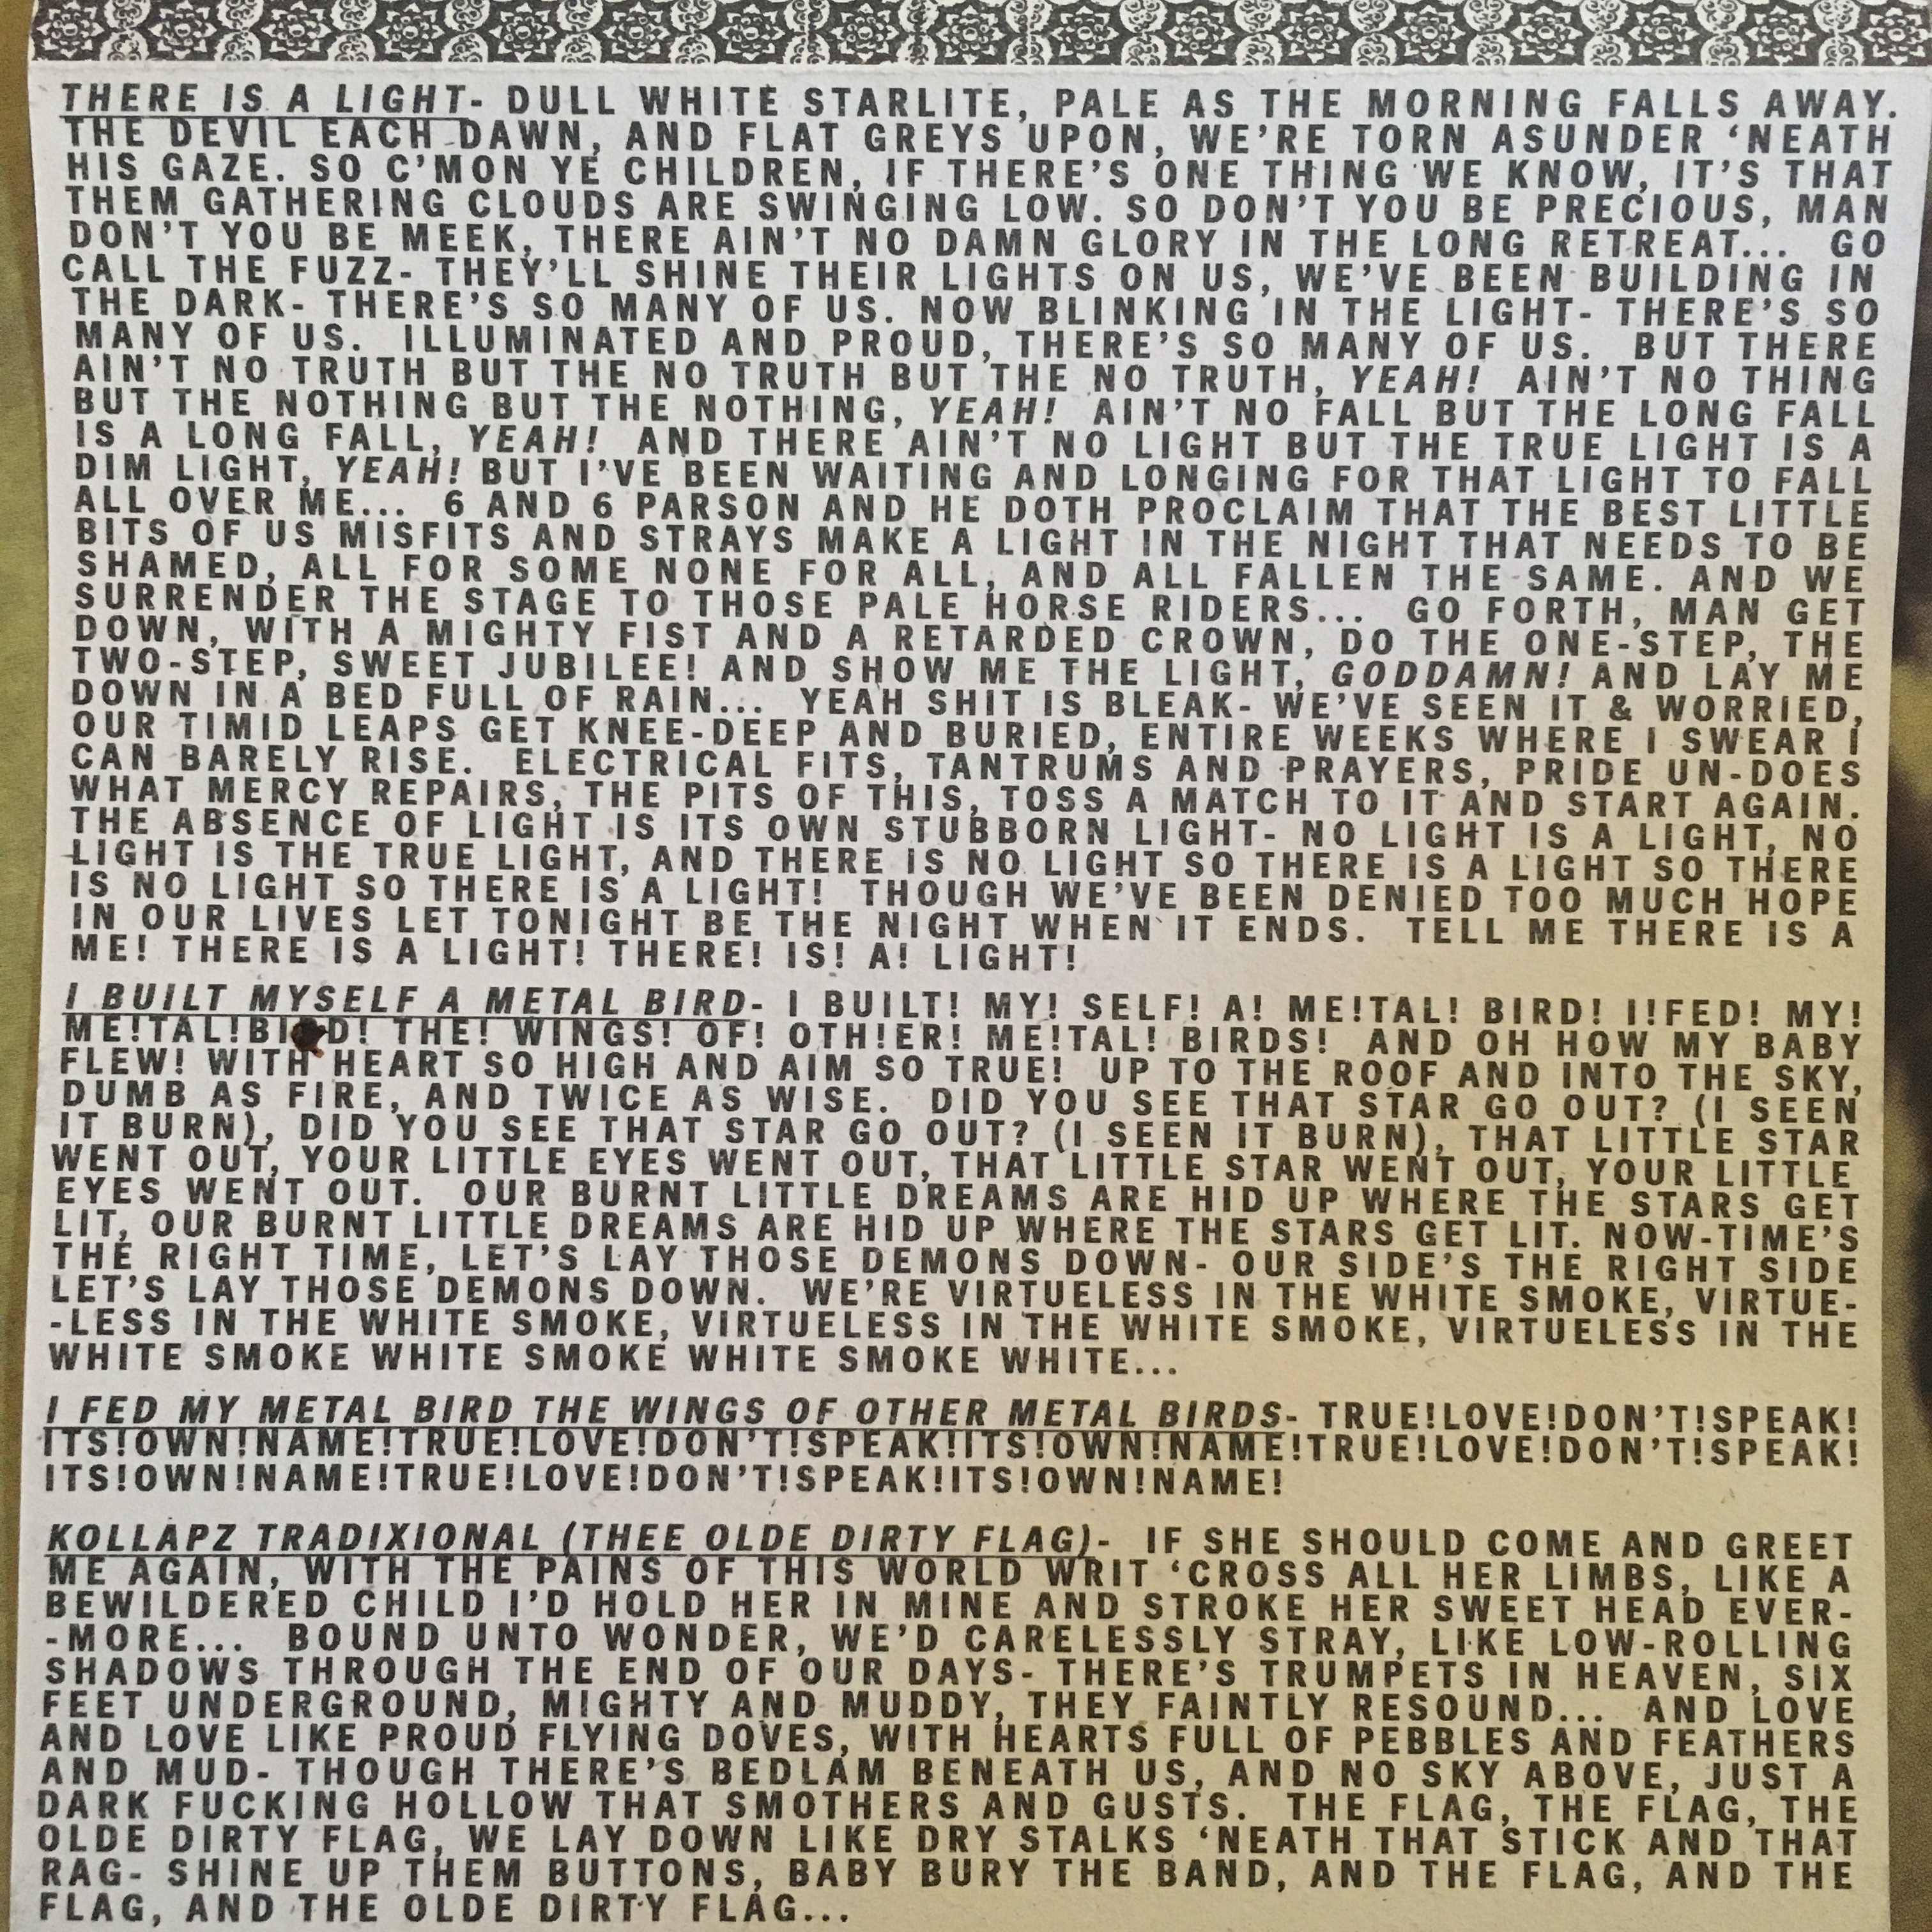 THERE IS A LIGHT- DULL WHITE STARLITE, PALE AS THE MORNING FALLS AWAY.
THE DEVIL EACH DAWN, AND FLAT GREYS UPON, WE'RE TORN ASUNDER 'NEATH
HIS GAZE. SO C'MON YE CHILDREN, IF THERE'S ONE THING WE KNOW, IT'S THAT
THEM GATHERING CLOUDS ARE SWINGING LOW. SO DON'T YOU BE PRECIOUS, MAN
DON'T YOU BE MEEK, THERE AIN'T NO DAMN GLORY IN THE LONG RETREAT... GO
CALL THE FUZZ- THEY'LL SHINE THEIR LIGHTS ON US, WE'VE BEEN BUILDING IN
THE DARK- THERE'S SO MANY OF US. NOW BLINKING IN THE LIGHT- THERE'S SO
MANY OF US. ILLUMINATED AND PROUD, THERE'S SO MANY OF US. BUT THERE
AIN'T NO TRUTH BUT THE NO TRUTH BUT THE NO TRUTH, YEAH! AIN'T NO THING
BUT THE NOTHING BUT THE NOTHING, YEAH! AIN'T NO FALL BUT THE LONG FALL
IS A LONG FALL, YEAH! AND THERE AIN'T NO LIGHT BUT THE TRUE LIGHT IS A
DIM LIGHT, YEAH! BUT I'VE BEEN WAITING AND LONGING FOR THAT LIGHT TO FALL
ALL OVER ME... 6 AND 6 PARSON AND HE DOTH PROCLAIM THAT THE BEST LITTLE
BITS OF US MISFITS AND STRAYS MAKE A LIGHT IN THE NIGHT THAT NEEDS TO BE
SHAMED, ALL FOR SOME NONE FOR ALL, AND ALL FALLEN THE SAME. AND WE
SURRENDER THE STAGE TO THOSE PALE HORSE RIDERS... GO FORTH, MAN GET
DOWN, WITH A MIGHTY FIST AND A RETARDED CROWN, DO THE ONE-STEP, THE
TWO-STEP, SWEET JUBILEE! AND SHOW ME THE LIGHT, GODDAMN! AND LAY ME
DOWN IN A BED FULL OF RAIN... YEAH SHIT IS BLEAK- WE'VE SEEN IT & WORRIED,
OUR TIMID LEAPS GET KNEE-DEEP AND BURIED, ENTIRE WEEKS WHERE I SWEAR I
CAN BARELY RISE. ELECTRICAL FITS, TANTRUMS AND PRAYERS, PRIDE UN-DOES
WHAT MERCY REPAIRS, THE PITS OF THIS, TOSS A MATCH TO IT AND START AGAIN.
THE ABSENCE OF LIGHT IS ITS OWN STUBBORN LIGHT- NO LIGHT IS A LIGHT, NO
LIGHT IS THE TRUE LIGHT, AND THERE IS NO LIGHT SO THERE IS A LIGHT SO THERE
IS NO LIGHT SO THERE IS A LIGHT! THOUGH WE'VE BEEN DENIED TOO MUCH HOPE
IN OUR LIVES LET TONIGHT BE THE NIGHT WHEN IT ENDS. TELL ME THERE IS A
ME! THERE IS A LIGHT! THERE! IS! A! LIGHT!
I BUILT MYSELF A METAL BIRD- I BUILT! MY! SELF! A! ME!TAL! BIRD! I!FED! MY!
ME!TAL!BIRD! THE! WINGS! OF! OTH!ER! ME!TAL! BIRDS! AND OH HOW MY BABY
FLEW! WITH HEART SO HIGH AND AIM SO TRUE! UP TO THE ROOF AND INTO THE SKY,
DUMB AS FIRE, AND TWICE AS WISE. DID YOU SEE THAT STAR GO OUT? (I SEEN
IT BURN), DID YOU SEE THAT STAR GO OUT? (I SEEN IT BURN), THAT LITTLE STAR
WENT OUT, YOUR LITTLE EYES WENT OUT, THAT LITTLE STAR WENT OUT, YOUR LITTLE
EYES WENT OUT. OUR BURNT LITTLE DREAMS ARE HID UP WHERE THE STARS GET
LIT, OUR BURNT LITTLE DREAMS ARE HID UP WHERE THE STARS GET LIT. NOW-TIME'S
THE RIGHT TIME, LET'S LAY THOSE DEMONS DOWN- OUR SIDE'S THE RIGHT SIDE
LET'S LAY THOSE DEMONS DOWN. WE'RE VIRTUELESS IN THE WHITE SMOKE, VIRTUE-
-LESS IN THE WHITE SMOKE, VIRTUELESS IN THE WHITE SMOKE, VIRTUELESS IN THE
WHITE SMOKE WHITE SMOKE WHITE SMOKE WHITE...
I FED MY METAL BIRD THE WINGS OF OTHER METAL BIRDS- TRUE!LOVE!DON'T!SPEAK!
ITS!OWN!NAME!TRUE!LOVE!DON'T!SPEAK!ITS!OWN!NAME!TRUE!LOVE!DON'T!SPEAK!
ITS!OWN!NAME!TRUE!LOVE!DON'T!SPEAK!ITS!OWN!NAME!
KOLLAPZ TRADIXIONAL (THEE OLDE DIRTY FLAG)- IF SHE SHOULD COME AND GREET
ME AGAIN, WITH THE PAINS OF THIS WORLD WRIT 'CROSS ALL HER LIMBS, LIKE A
BEWILDERED CHILD I'D HOLD HER IN MINE AND STROKE HER SWEET HEAD EVER-
-MORE... BOUND UNTO WONDER, WE'D CARELESSLY STRAY, LIKE LOW-ROLLING
SHADOWS THROUGH THE END OF OUR DAYS- THERE'S TRUMPETS IN HEAVEN, SIX
FEET UNDERGROUND, MIGHTY AND MUDDY, THEY FAINTLY RESOUND... AND LOVE
AND LOVE LIKE PROUD FLYING DOVES, WITH HEARTS FULL OF PEBBLES AND FEATHERS
AND MUD- THOUGH THERE'S BEDLAM BENEATH US, AND NO SKY ABOVE, JUST A
DARK FUCKING HOLLOW THAT SMOTHERS AND GUSTS. THE FLAG, THE FLAG, THE
OLDE DIRTY FLAG, WE LAY DOWN LIKE DRY STALKS 'NEATH THAT STICK AND THAT
RAG- SHINE UP THEM BUTTONS, BABY BURY THE BAND, AND THE FLAG, AND THE
FLAG, AND THE OLDE DIRTY FLAG...